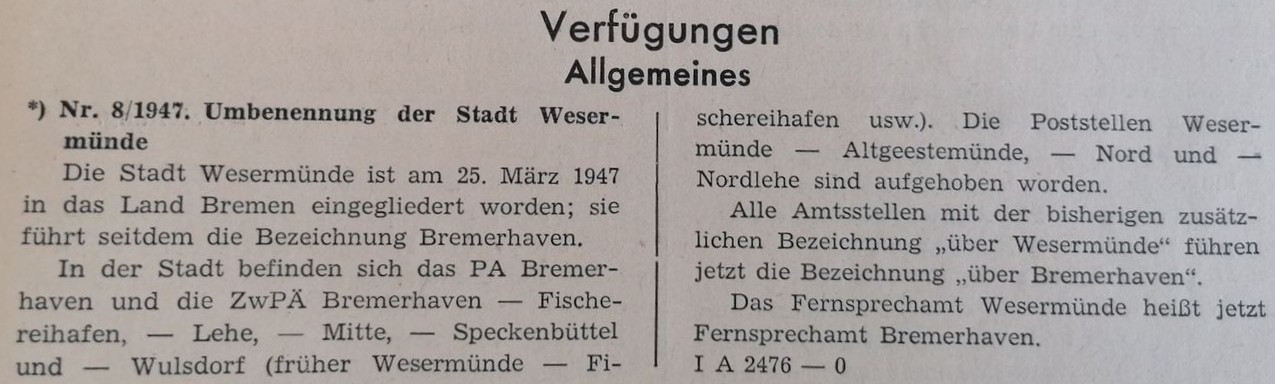 Verfügungen
Allgemeines
*) Nr. 8/1947. Umbenennung der Stadt Weser-
münde
Die Stadt Wesermünde ist am 25. März 1947
in das Land Bremen eingegliedert worden; sie
führt seitdem die Bezeichnung Bremerhaven.
In der Stadt befinden sich das PA Bremer-
haven und die ZwPÄ Bremerhaven — Fische-
reihafen, — Lehe, — Mitte, — Speckenbüttel
und — Wulsdorf (früher Wesermünde — Fi-
schereihafen usw.). Die Poststellen Weser-
münde — Altgeestemünde, — Nord und —
Nordlehe sind aufgehoben worden.
Alle Amtsstellen mit der bisherigen zusätz-
lichen Bezeichnung „über Wesermünde“ führen
jetzt die Bezeichnung „über Bremerhaven“.
Das Fernsprechamt Wesermünde heißt jetzt
Fernsprechamt Bremerhaven.
I A 2476 — 0